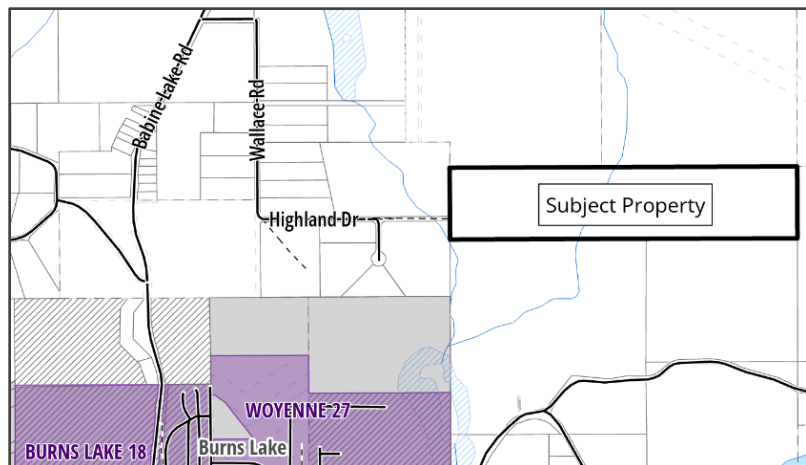 Babine-Lake-Rd
Wallace-Rd
Highland-Dr
Subject Property
WOYENNE 27
Burns Lake
BURNS LAKE 18